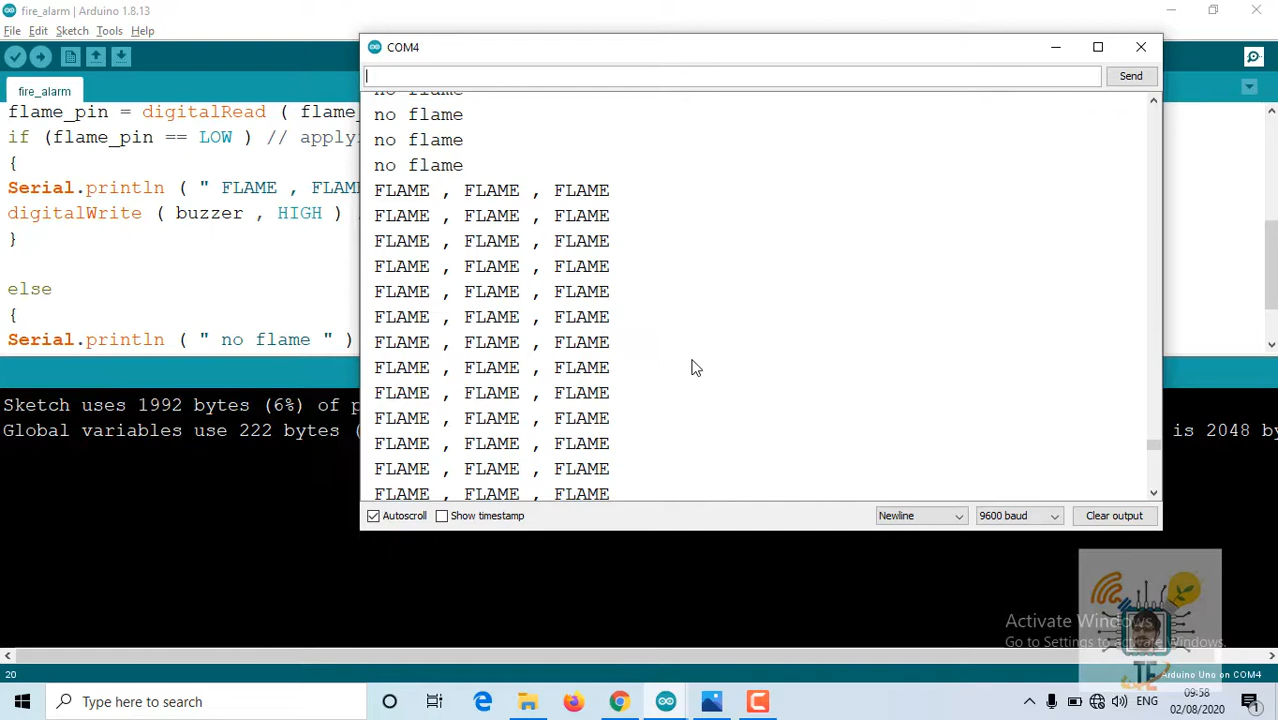 fire_alarm | Arduino 1.8.13
File Edit Sketch Tools Help
fire_alarm
flame_pin = digitalRead ( flame_
if (flame_pin == LOW ) // apply
{
Serial.println ( " FLAME , FLAM
digitalWrite ( buzzer , HIGH )
}
else
{
Serial.println ( " no flame " )
Sketch uses 1992 bytes (6%) of p
Global variables use 222 bytes (
is 2048 by
COM4
Send
no flame
no flame
no flame
no flame
FLAME , FLAME , FLAME
FLAME , FLAME , FLAME
FLAME , FLAME , FLAME
FLAME , FLAME , FLAME
FLAME , FLAME , FLAME
FLAME , FLAME , FLAME
FLAME , FLAME , FLAME
FLAME , FLAME , FLAME
FLAME , FLAME , FLAME
FLAME , FLAME , FLAME
FLAME , FLAME , FLAME
FLAME , FLAME , FLAME
FLAME , FLAME , FLAME
Autoscroll Show timestamp Newline 9600 baud Clear output
Activate Windows
Go to Settings to activate Windows.
20
Arduino Uno on COM4
Type here to search
ENG
09:58
02/08/2020
1